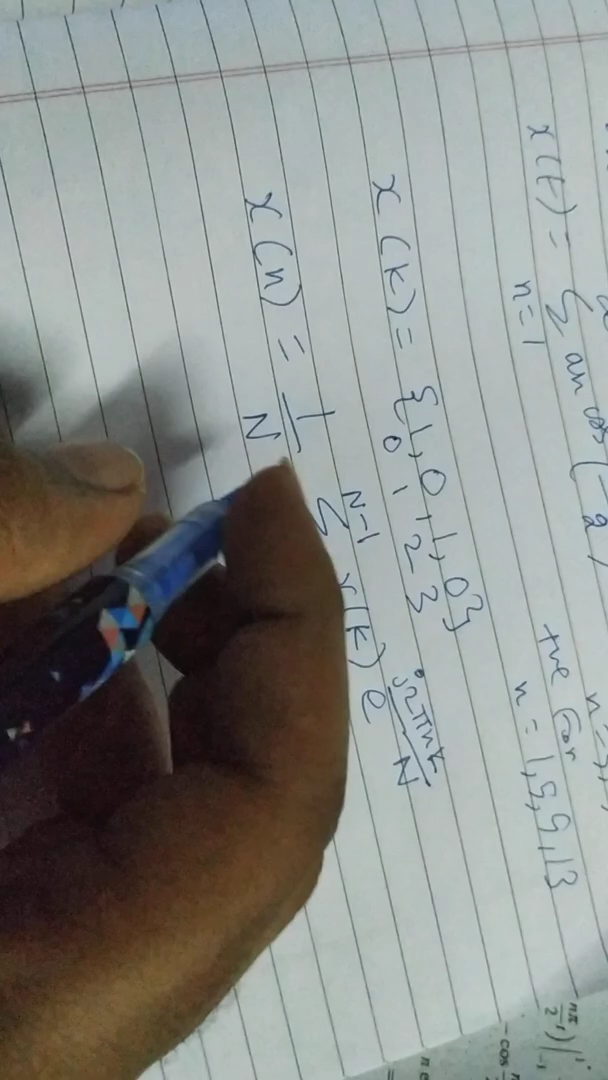 x(t) = Σ an cos(
n=1
+ve for
n = 1, 5, 9, 13
x(k) = {1, 0, 1, 0}
0 1 2 3
x(n) = 1/N Σ x(k) e^{j2πnk/N}
N-1